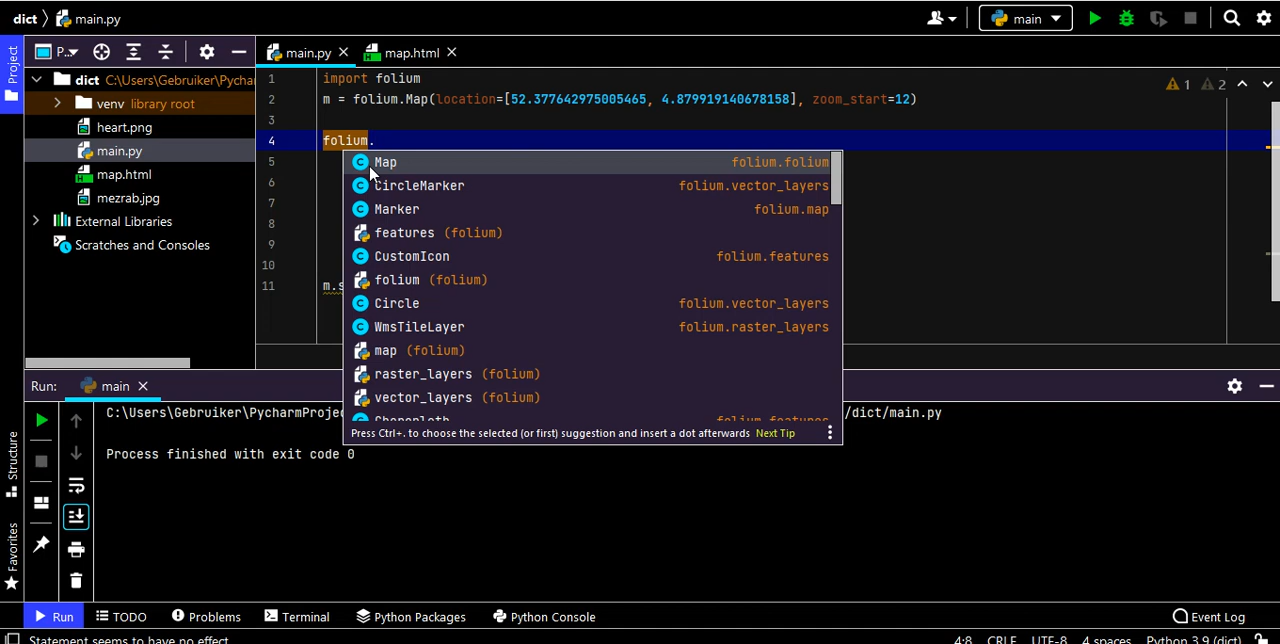 dict main.py
main
Project
P...
main.py
map.html
dict C:\Users\Gebruiker\Pychar
venv library root
heart.png
main.py
map.html
mezrab.jpg
External Libraries
Scratches and Consoles
1 import folium
2 m = folium.Map(location=[52.377642975005465, 4.879919140678158], zoom_start=12)
3
4 folium.
5
6
7
8
9
10
11 m.s
1 2
Map folium.folium
CircleMarker folium.vector_layers
Marker folium.map
features (folium)
CustomIcon folium.features
folium (folium)
Circle folium.vector_layers
WmsTileLayer folium.raster_layers
map (folium)
raster_layers (folium)
vector_layers (folium)
Choropleth folium.features
Press Ctrl+. to choose the selected (or first) suggestion and insert a dot afterwards Next Tip
Run: main
C:\Users\Gebruiker\PycharmProje /dict/main.py
Process finished with exit code 0
Structure
Favorites
Run TODO Problems Terminal Python Packages Python Console Event Log
Statement seems to have no effect 4:8 CRLF UTF-8 4 spaces Python 3.9 (dict)